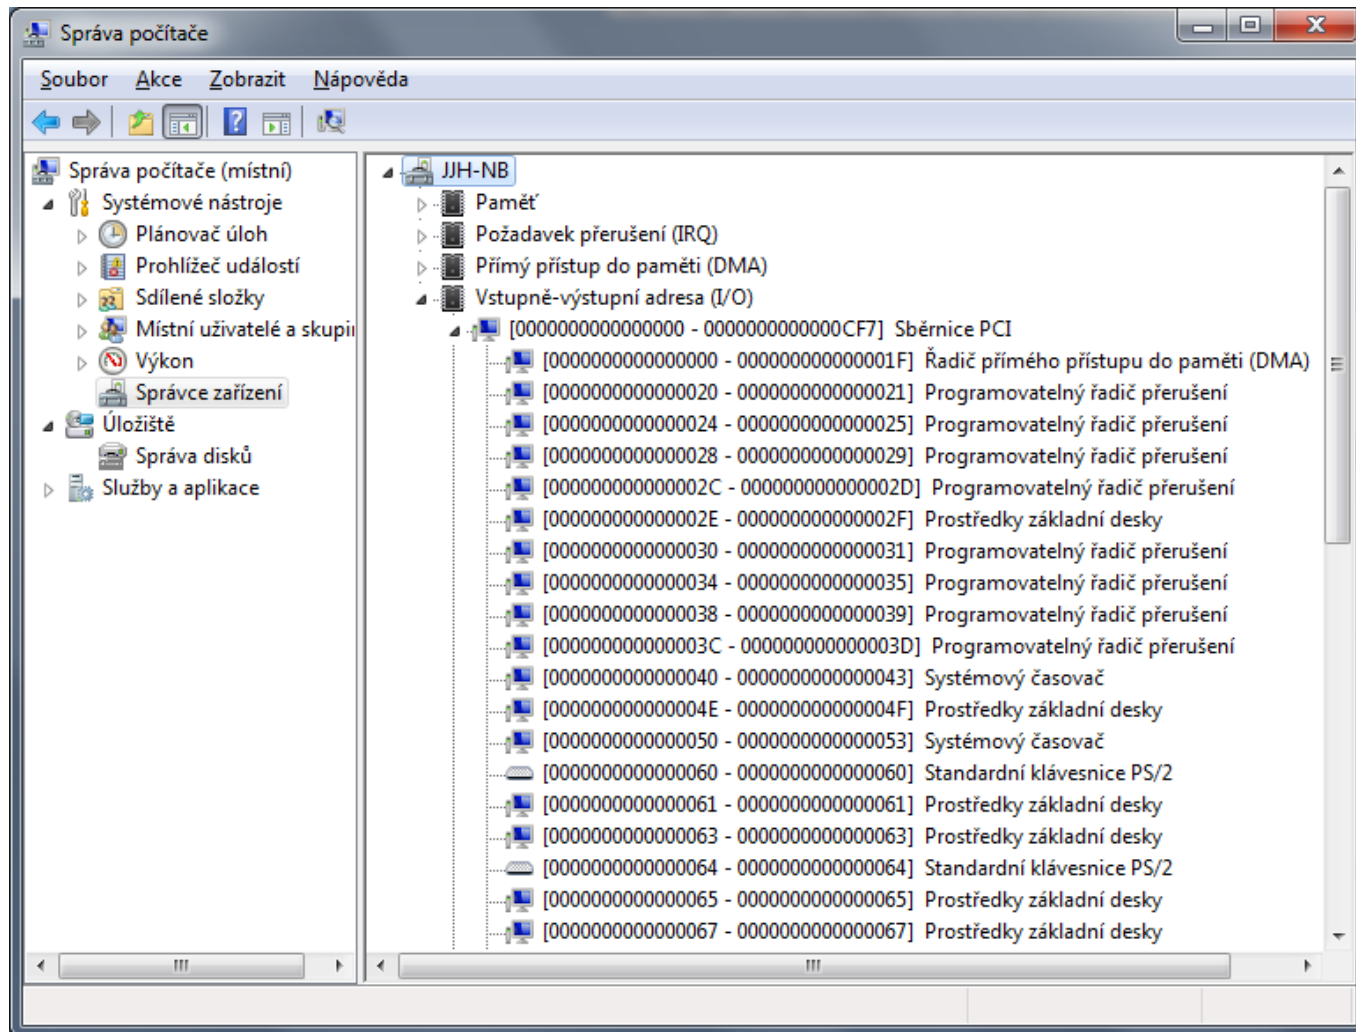 Správa počítače
Soubor Akce Zobrazit Nápověda
Správa počítače (místní)
Systémové nástroje
Plánovač úloh
Prohlížeč událostí
Sdílené složky
Místní uživatelé a skupin
Výkon
Správce zařízení
Úložiště
Správa disků
Služby a aplikace
JJH-NB
Paměť
Požadavek přerušení (IRQ)
Přímý přístup do paměti (DMA)
Vstupně-výstupní adresa (I/O)
[0000000000000000 - 0000000000000CF7] Sběrnice PCI
[0000000000000000 - 000000000000001F] Řadič přímého přístupu do paměti (DMA)
[0000000000000020 - 0000000000000021] Programovatelný řadič přerušení
[0000000000000024 - 0000000000000025] Programovatelný řadič přerušení
[0000000000000028 - 0000000000000029] Programovatelný řadič přerušení
[000000000000002C - 000000000000002D] Programovatelný řadič přerušení
[000000000000002E - 000000000000002F] Prostředky základní desky
[0000000000000030 - 0000000000000031] Programovatelný řadič přerušení
[0000000000000034 - 0000000000000035] Programovatelný řadič přerušení
[0000000000000038 - 0000000000000039] Programovatelný řadič přerušení
[000000000000003C - 000000000000003D] Programovatelný řadič přerušení
[0000000000000040 - 0000000000000043] Systémový časovač
[000000000000004E - 000000000000004F] Prostředky základní desky
[0000000000000050 - 0000000000000053] Systémový časovač
[0000000000000060 - 0000000000000060] Standardní klávesnice PS/2
[0000000000000061 - 0000000000000061] Prostředky základní desky
[0000000000000063 - 0000000000000063] Prostředky základní desky
[0000000000000064 - 0000000000000064] Standardní klávesnice PS/2
[0000000000000065 - 0000000000000065] Prostředky základní desky
[0000000000000067 - 0000000000000067] Prostředky základní desky